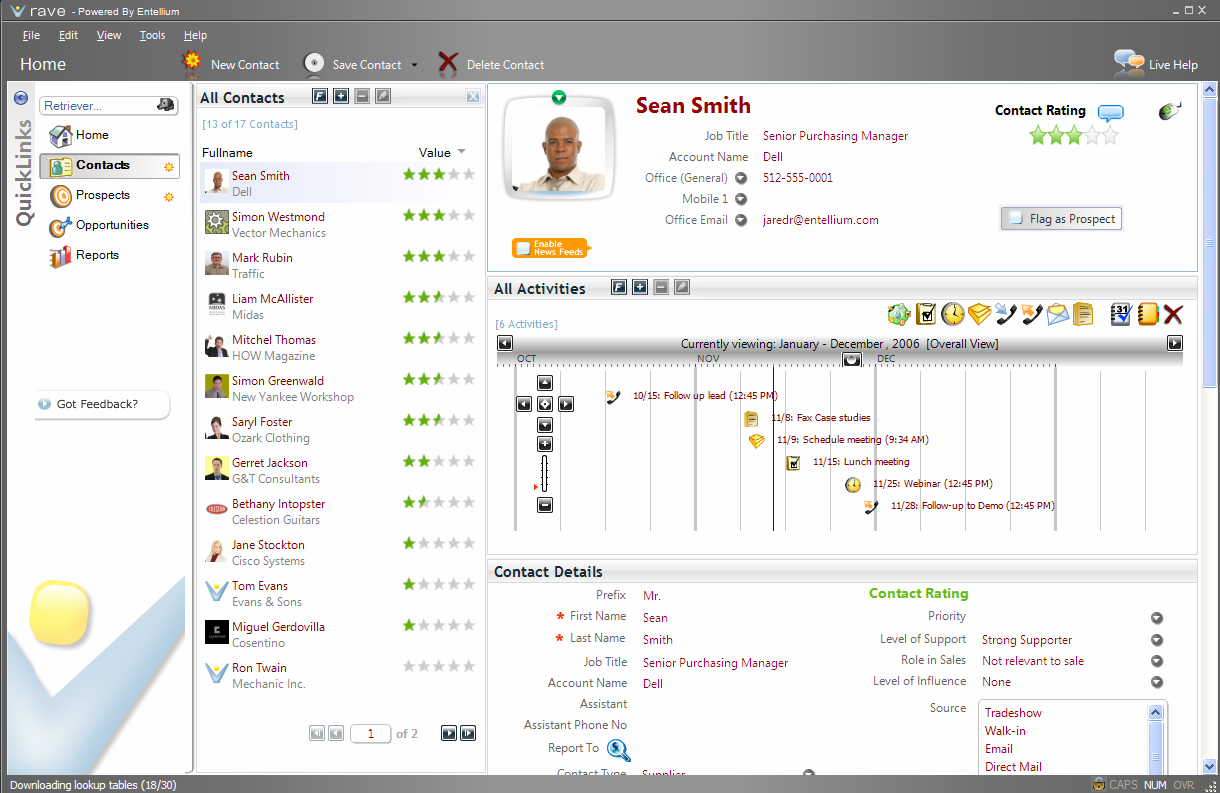 rave - Powered By Entellium
File Edit View Tools Help
Home
New Contact
Save Contact
Delete Contact
Live Help
QuickLinks
Retriever...
Home
Contacts
Prospects
Opportunities
Reports
Got Feedback?
All Contacts
[13 of 17 Contacts]
Fullname Value
Sean Smith
Dell
Simon Westmond
Vector Mechanics
Mark Rubin
Traffic
Liam McAllister
Midas
Mitchel Thomas
HOW Magazine
Simon Greenwald
New Yankee Workshop
Saryl Foster
Ozark Clothing
Gerret Jackson
G&T Consultants
Bethany Intopster
Celestion Guitars
Jane Stockton
Cisco Systems
Tom Evans
Evans & Sons
Miguel Gerdovilla
Cosentino
Ron Twain
Mechanic Inc.
1 of 2
Sean Smith
Job Title Senior Purchasing Manager
Account Name Dell
Office (General) 512-555-0001
Mobile 1
Office Email jaredr@entellium.com
Enable
News Feeds
Contact Rating
Flag as Prospect
All Activities
[6 Activities]
31
Currently viewing: January - December , 2006 [Overall View]
OCT NOV DEC
10/15: Follow up lead (12:45 PM)
11/8: Fax Case studies
11/9: Schedule meeting (9:34 AM)
11/15: Lunch meeting
11/25: Webinar (12:45 PM)
11/28: Follow-up to Demo (12:45 PM)
Contact Details
Prefix Mr.
* First Name Sean
* Last Name Smith
Job Title Senior Purchasing Manager
Account Name Dell
Assistant
Assistant Phone No
Report To
Contact Type Supplier
Contact Rating
Priority
Level of Support Strong Supporter
Role in Sales Not relevant to sale
Level of Influence None
Source
Tradeshow
Walk-in
Email
Direct Mail
Downloading lookup tables (18/30)
CAPS NUM OVR